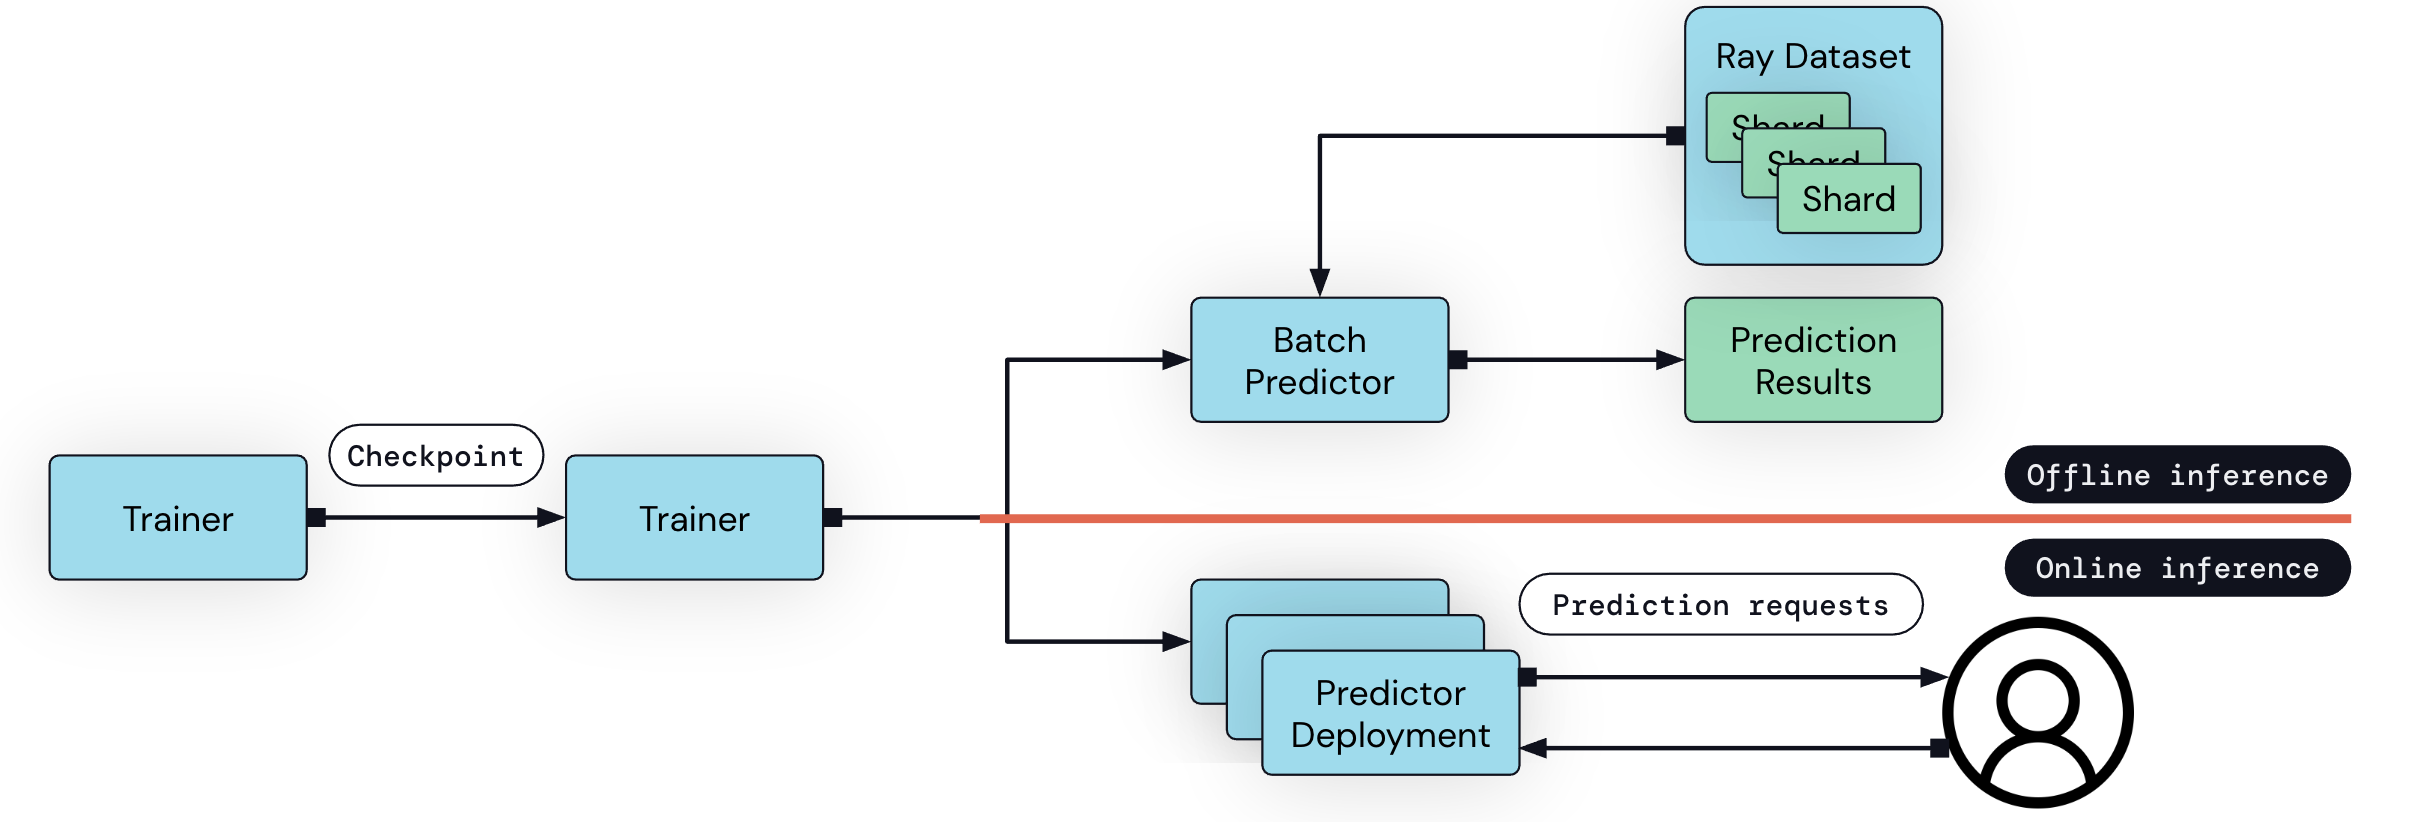 Ray Dataset
Shard
Shard
Shard
Batch
Predictor
Prediction
Results
Checkpoint
Trainer
Trainer
Offline inference
Online inference
Prediction requests
Predictor
Deployment